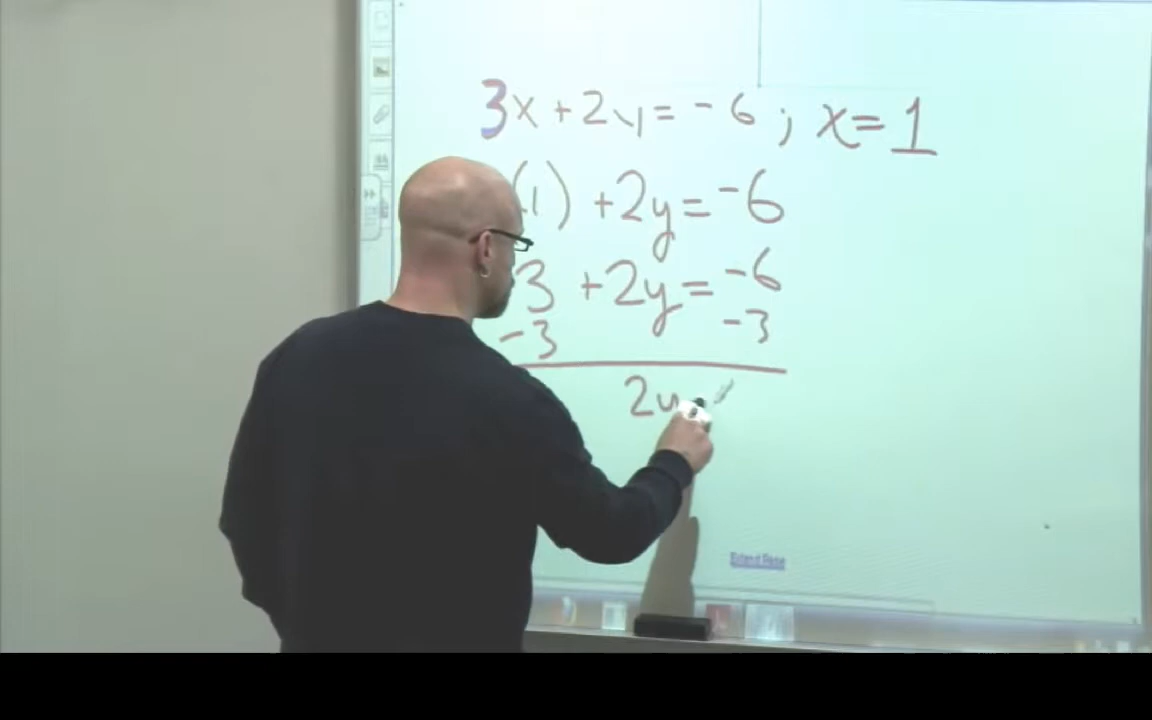 3x + 2y = -6 ; x = 1
(1) + 2y = -6
3 + 2y = -6
-3 -3
2y
Extend Page